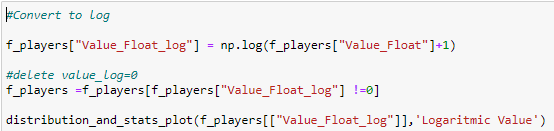 #Convert to log
f_players["Value_Float_log"] = np.log(f_players["Value_Float"]+1)
#delete value_log=0
f_players =f_players[f_players["Value_Float_log"] !=0]
distribution_and_stats_plot(f_players[["Value_Float_log"]],'Logaritmic Value')